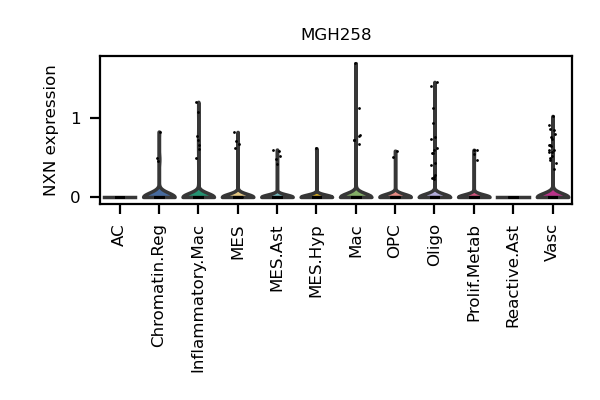 MGH258
NXN expression
1
0
AC
Chromatin.Reg
Inflammatory.Mac
MES
MES.Ast
MES.Hyp
Mac
OPC
Oligo
Prolif.Metab
Reactive.Ast
Vasc